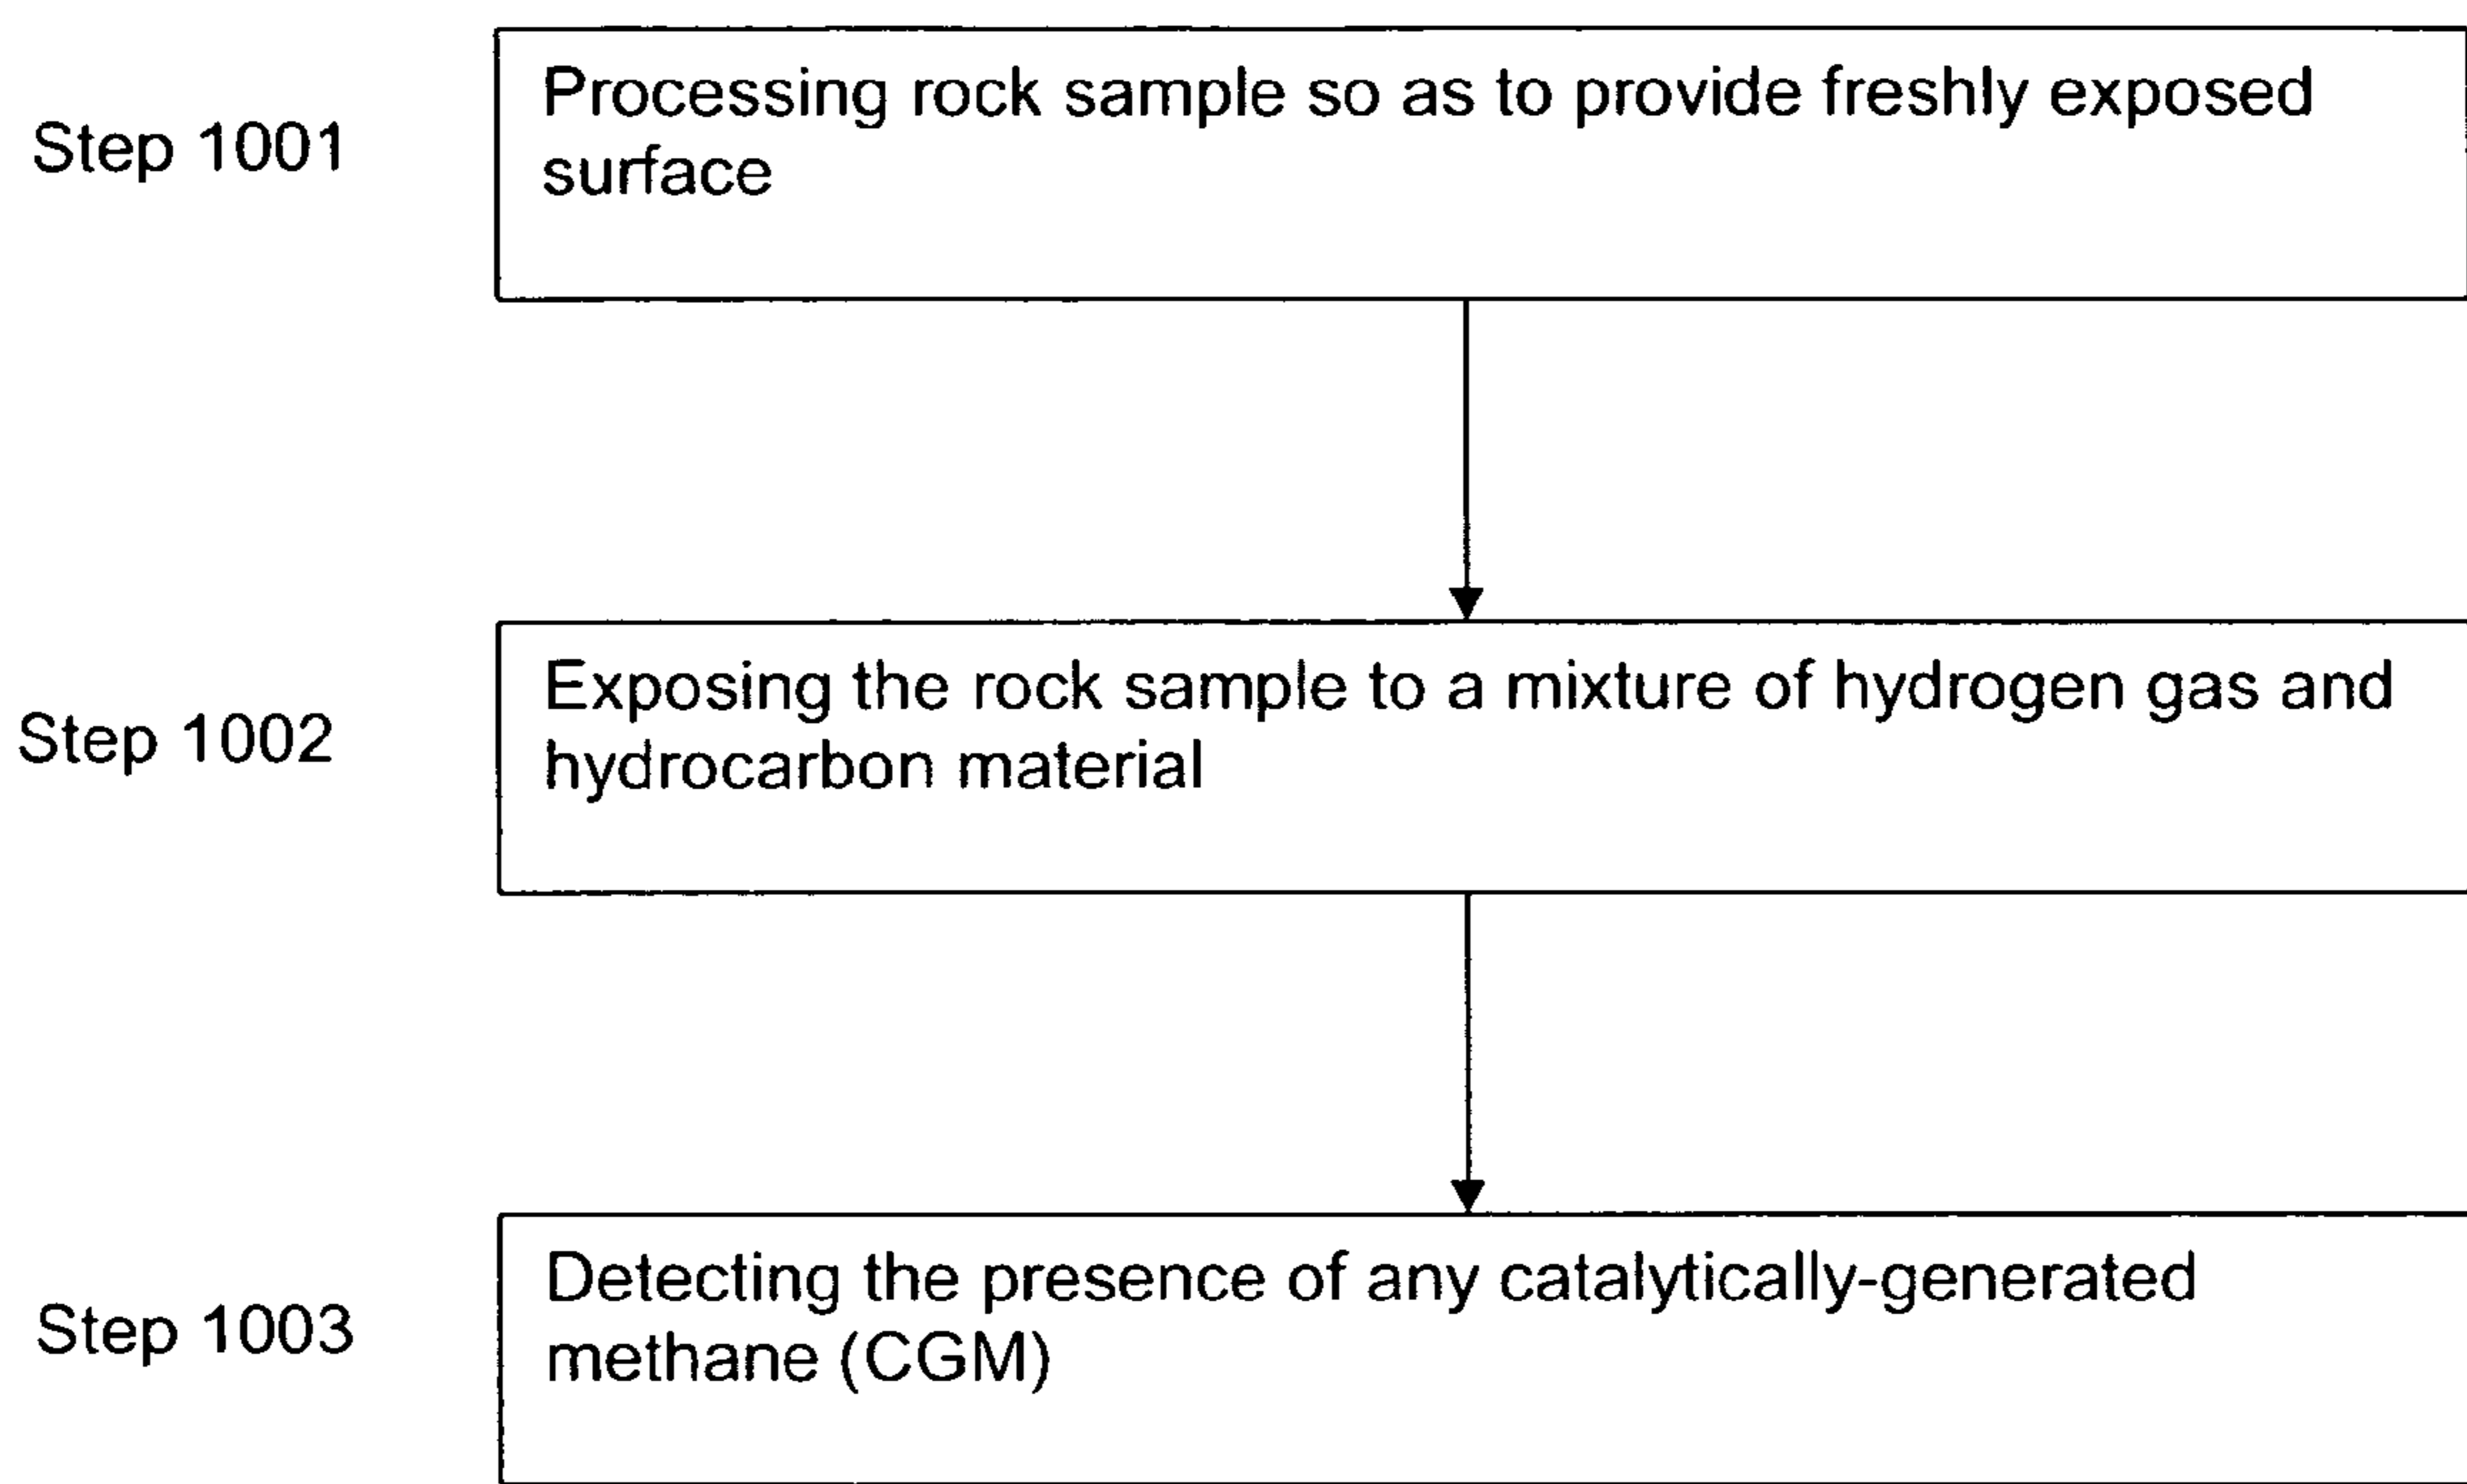 Step 1001
Processing rock sample so as to provide freshly exposed
surface
Step 1002
Exposing the rock sample to a mixture of hydrogen gas and
hydrocarbon material
Step 1003
Detecting the presence of any catalytically-generated
methane (CGM)